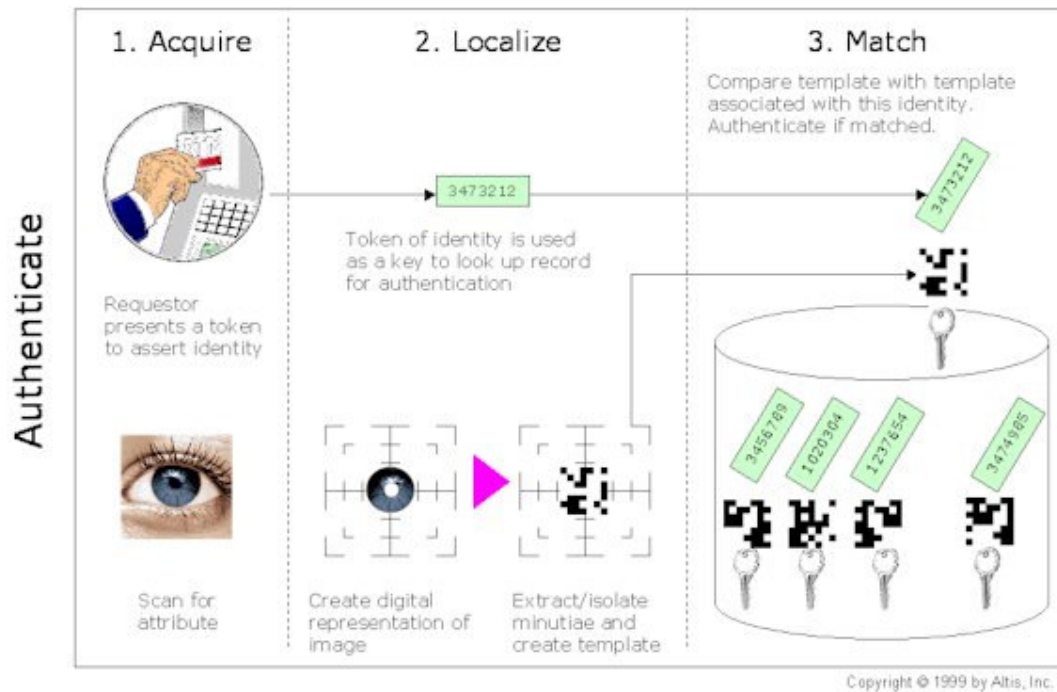 Authenticate
1. Acquire
2. Localize
3. Match
Compare template with template
associated with this identity.
Authenticate if matched.
3473212
3473212
Token of identity is used
as a key to look up record
for authentication
Requestor
presents a token
to assert identity
3456789
1020304
1237654
3474985
Scan for
attribute
Create digital
representation of
image
Extract/isolate
minutiae and
create template
Copyright © 1999 by Altis, Inc.